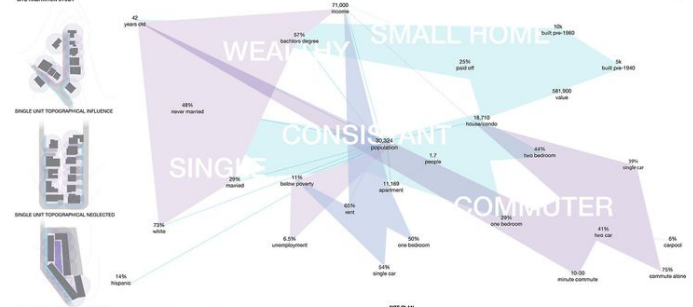 42
years old
71,000
income
57%
bachlors degree
WEALTHY
SMALL HOME
10k
built pre-1960
25%
paid off
5k
built pre-1940
581,900
value
48%
never married
SINGLE UNIT TOPOGRAPHICAL INFLUENCE
18,710
house/condo
CONSISTANT
30,324
population
1.7
people
44%
two bedroom
39%
single car
SINGLE
29%
married
11%
below poverty
11,169
apartment
65%
rent
COMMUTER
29%
one bedroom
SINGLE UNIT TOPOGRAPHICAL NEGLECTED
73%
white
6.5%
unemployment
50%
one bedroom
41%
two car
6%
carpool
54%
single car
14%
hispanic
10-30
minute commute
75%
commute alone